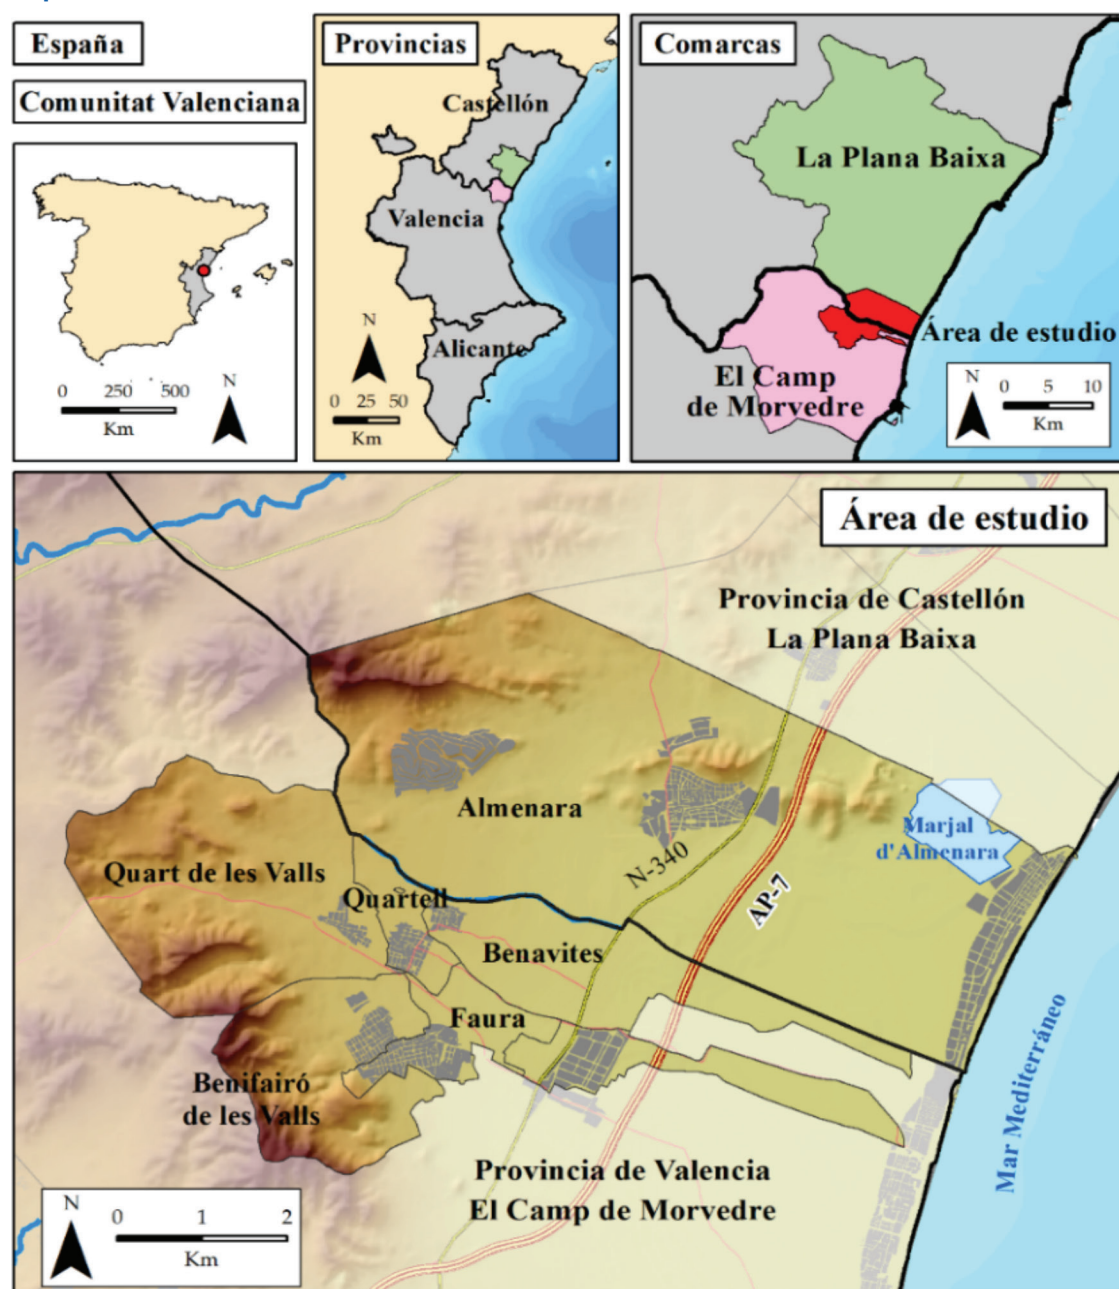 España
Comunitat Valenciana
N
0 250 500
Km
Provincias
Castellón
Valencia
Alicante
N
0 25 50
Km
Comarcas
La Plana Baixa
Área de estudio
El Camp
de Morvedre
N
0 5 10
Km
Área de estudio
Provincia de Castellón
La Plana Baixa
Almenara
Marjal
d'Almenara
N-340
AP-7
Quart de les Valls
Quartell
Benavites
Faura
Benifairó
de les Valls
Provincia de Valencia
El Camp de Morvedre
Mar Mediterráneo
N
0 1 2
Km